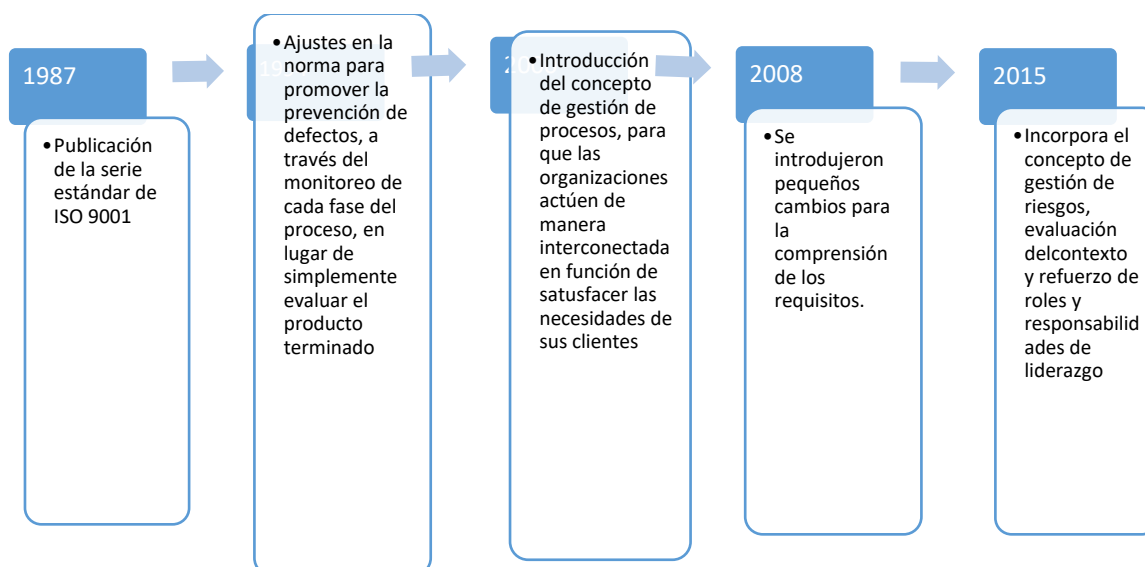 1987
•Publicación
de la serie
estándar de
ISO 9001
•Ajustes en la
norma para
promover la
prevención de
defectos, a
través del
monitoreo de
cada fase del
proceso, en
lugar de
simplemente
evaluar el
producto
terminado
•Introducción
del concepto
de gestión de
procesos, para
que las
organizaciones
actúen de
manera
interconectada
en función de
satusfacer las
necesidades de
sus clientes
2008
•Se
introdujeron
pequeños
cambios para
la
comprensión
de los
requisitos.
2015
•Incorpora el
concepto de
gestión de
riesgos,
evaluación
delcontexto
y refuerzo de
roles y
responsabilid
ades de
liderazgo